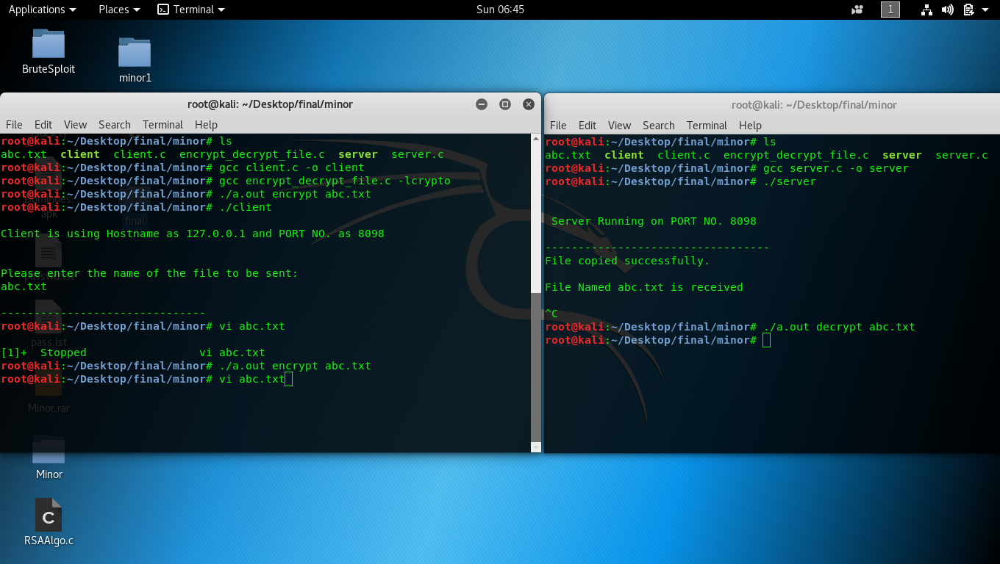 Applications Places Terminal Sun 06:45 1
BruteSploit
minor1
root@kali: ~/Desktop/final/minor
File Edit View Search Terminal Help
root@kali:~/Desktop/final/minor# ls
abc.txt client client.c encrypt_decrypt_file.c server server.c
root@kali:~/Desktop/final/minor# gcc client.c -o client
root@kali:~/Desktop/final/minor# gcc encrypt_decrypt_file.c -lcrypto
root@kali:~/Desktop/final/minor# ./a.out encrypt abc.txt
root@kali:~/Desktop/final/minor# ./client
apk
final
Client is using Hostname as 127.0.0.1 and PORT NO. as 8098
Please enter the name of the file to be sent:
abc.txt
-------------------------------
root@kali:~/Desktop/final/minor# vi abc.txt
pass.lst
[1]+ Stopped vi abc.txt
root@kali:~/Desktop/final/minor# ./a.out encrypt abc.txt
root@kali:~/Desktop/final/minor# vi abc.txt
Minor.rar
Minor
C
RSAAlgo.c
root@kali: ~/Desktop/final/minor
File Edit View Search Terminal Help
root@kali:~/Desktop/final/minor# ls
abc.txt client client.c encrypt_decrypt_file.c server server.c
root@kali:~/Desktop/final/minor# gcc server.c -o server
root@kali:~/Desktop/final/minor# ./server
Server Running on PORT NO. 8098
----------------------------------
File copied successfully.
File Named abc.txt is received
^C
root@kali:~/Desktop/final/minor# ./a.out decrypt abc.txt
root@kali:~/Desktop/final/minor#